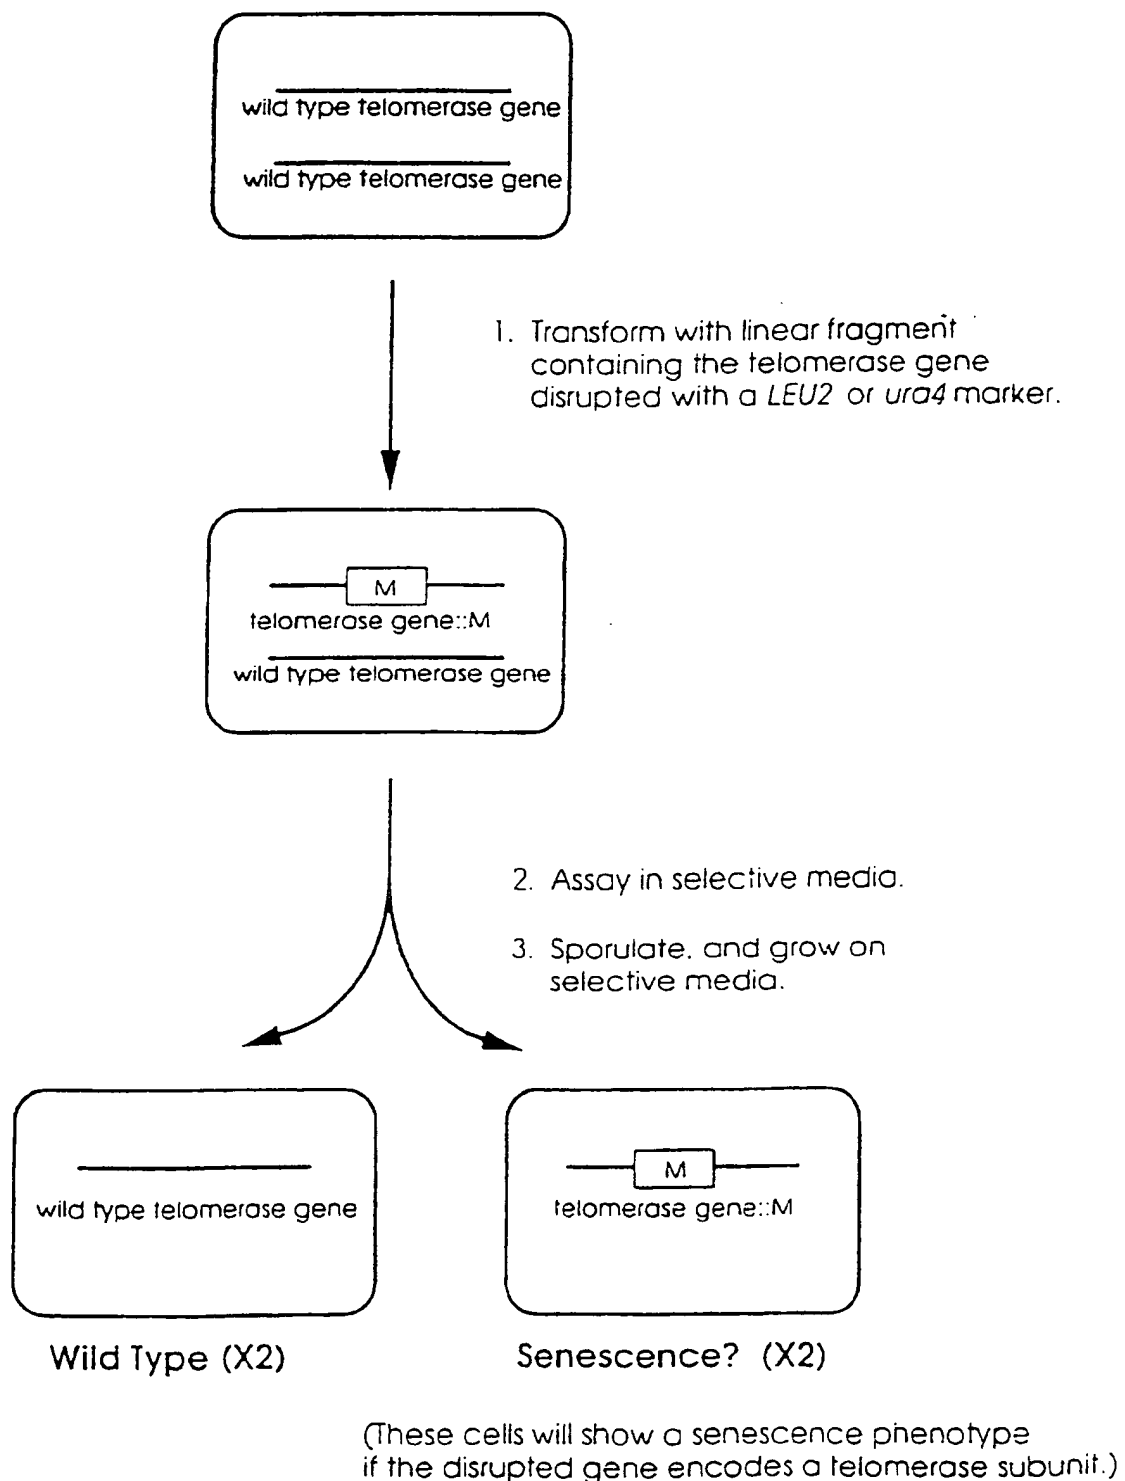 wild type telomerase gene
wild type telomerase gene
1. Transform with linear fragment
containing the telomerase gene
disrupted with a LEU2 or ura4 marker.
M
telomerase gene::M
wild type telomerase gene
2. Assay in selective media.
3. Sporulate, and grow on
selective media.
wild type telomerase gene
M
telomerase gene::M
Wild Type (X2)
Senescence? (X2)
(These cells will show a senescence phenotype
if the disrupted gene encodes a telomerase subunit.)